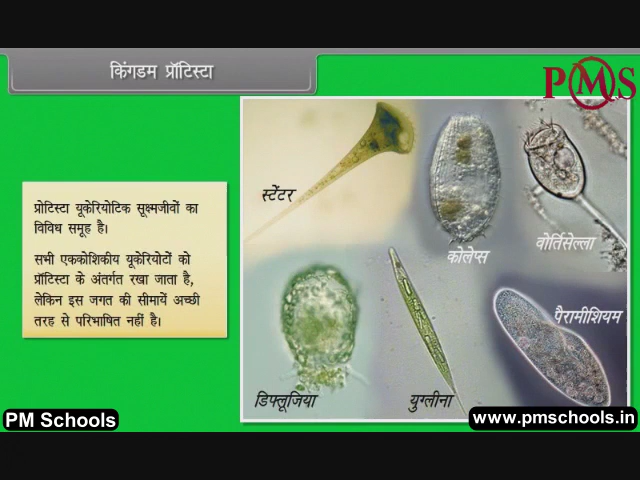 किंगडम प्रॉटिस्टा
PMS
प्रोटिस्टा यूकेरियोटिक सूक्ष्मजीवों का
विविध समूह है।
सभी एककोशिकीय यूकेरियोटों को
प्रॉटिस्टा के अंतर्गत रखा जाता है,
लेकिन इस जगत की सीमायें अच्छी
तरह से परिभाषित नहीं है।
स्टेंटर
कोलेप्स
वोर्तिसेल्ला
डिफ्लूजिया
युग्लीना
पैरामीशियम
PM Schools
www.pmschools.in